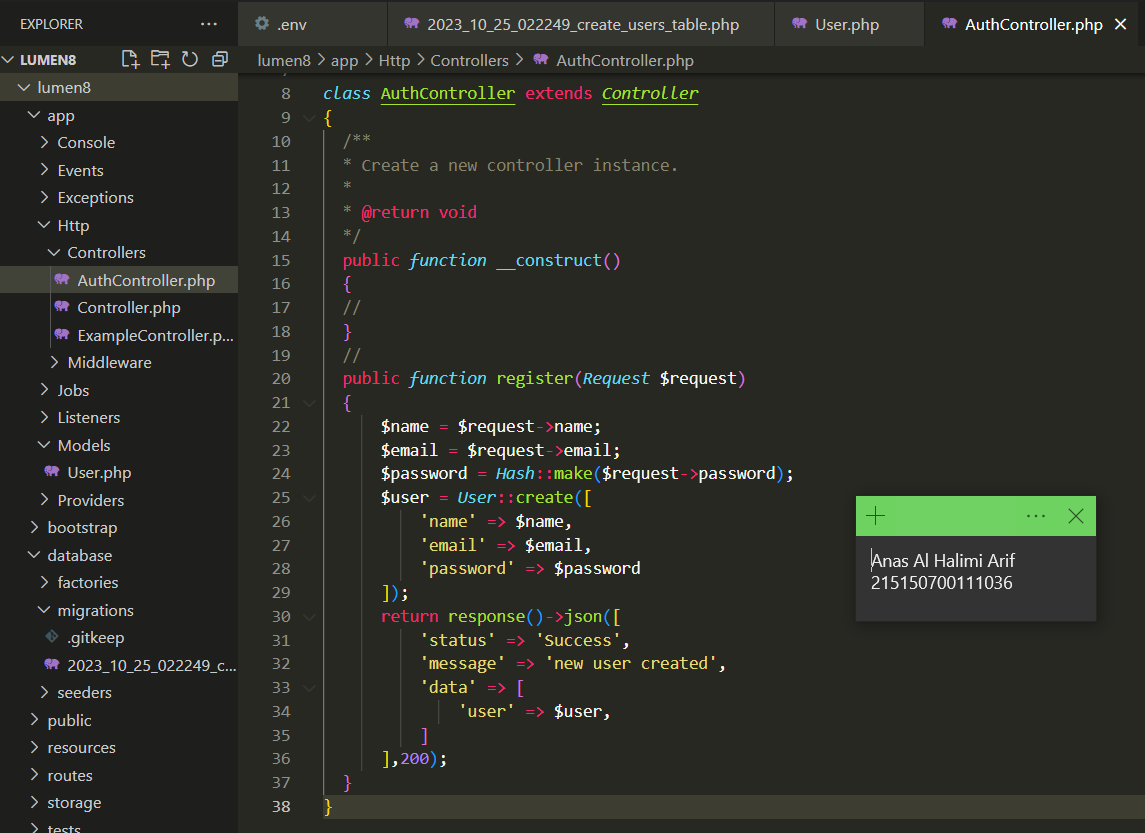 EXPLORER ···
LUMEN8
lumen8
app
Console
Events
Exceptions
Http
Controllers
AuthController.php
Controller.php
ExampleController.p...
Middleware
Jobs
Listeners
Models
User.php
Providers
bootstrap
database
factories
migrations
.gitkeep
2023_10_25_022249_c...
seeders
public
resources
routes
storage
tests
.env 2023_10_25_022249_create_users_table.php User.php AuthController.php
lumen8 > app > Http > Controllers > AuthController.php
8 class AuthController extends Controller
9 {
10 /**
11 * Create a new controller instance.
12 *
13 * @return void
14 */
15 public function __construct()
16 {
17 //
18 }
19 //
20 public function register(Request $request)
21 {
22 $name = $request->name;
23 $email = $request->email;
24 $password = Hash::make($request->password);
25 $user = User::create([
26 'name' => $name,
27 'email' => $email,
28 'password' => $password
29 ]);
30 return response()->json([
31 'status' => 'Success',
32 'message' => 'new user created',
33 'data' => [
34 'user' => $user,
35 ]
36 ],200);
37 }
38 }
Anas Al Halimi Arif
215150700111036